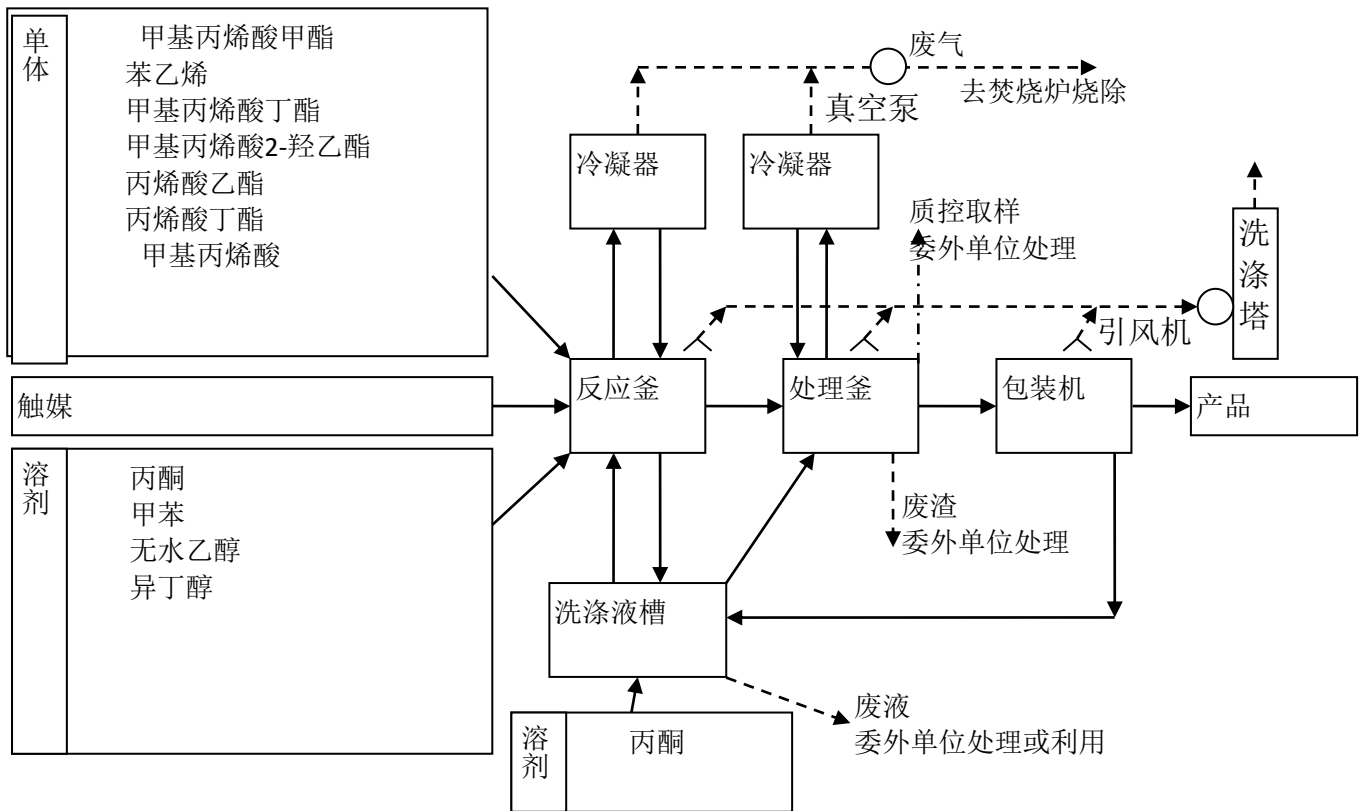 单体
甲基丙烯酸甲酯
苯乙烯
甲基丙烯酸丁酯
甲基丙烯酸2-羟乙酯
丙烯酸乙酯
丙烯酸丁酯
甲基丙烯酸
废气
去焚烧炉烧除
真空泵
冷凝器
冷凝器
质控取样
委外单位处理
洗涤塔
引风机
触媒
反应釜
处理釜
包装机
产品
溶剂
丙酮
甲苯
无水乙醇
异丁醇
废渣
委外单位处理
洗涤液槽
废液
委外单位处理或利用
溶剂
丙酮